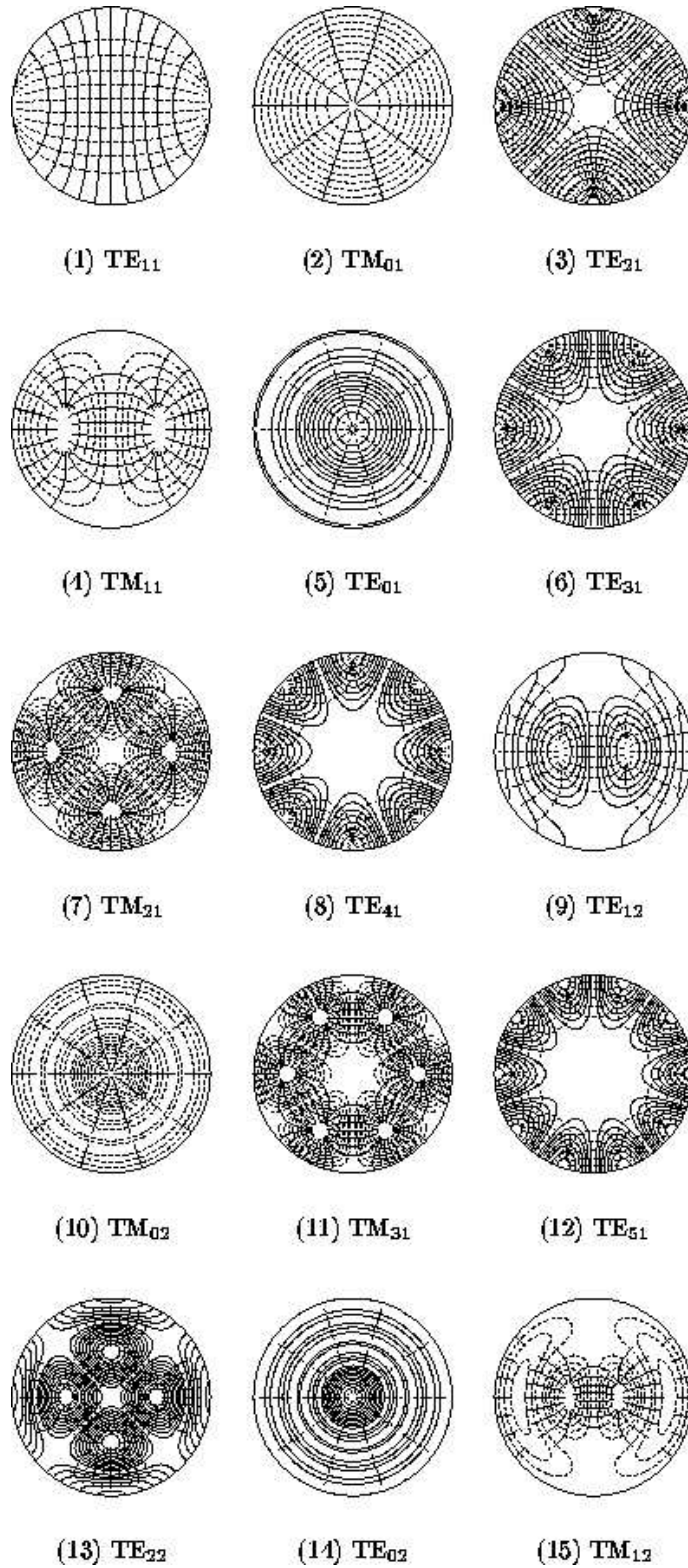 (1) TE₁₁ (2) TM₀₁ (3) TE₂₁
(4) TM₁₁ (5) TE₀₁ (6) TE₃₁
(7) TM₂₁ (8) TE₄₁ (9) TE₁₂
(10) TM₀₂ (11) TM₃₁ (12) TE₅₁
(13) TE₂₂ (14) TE₀₂ (15) TM₁₂